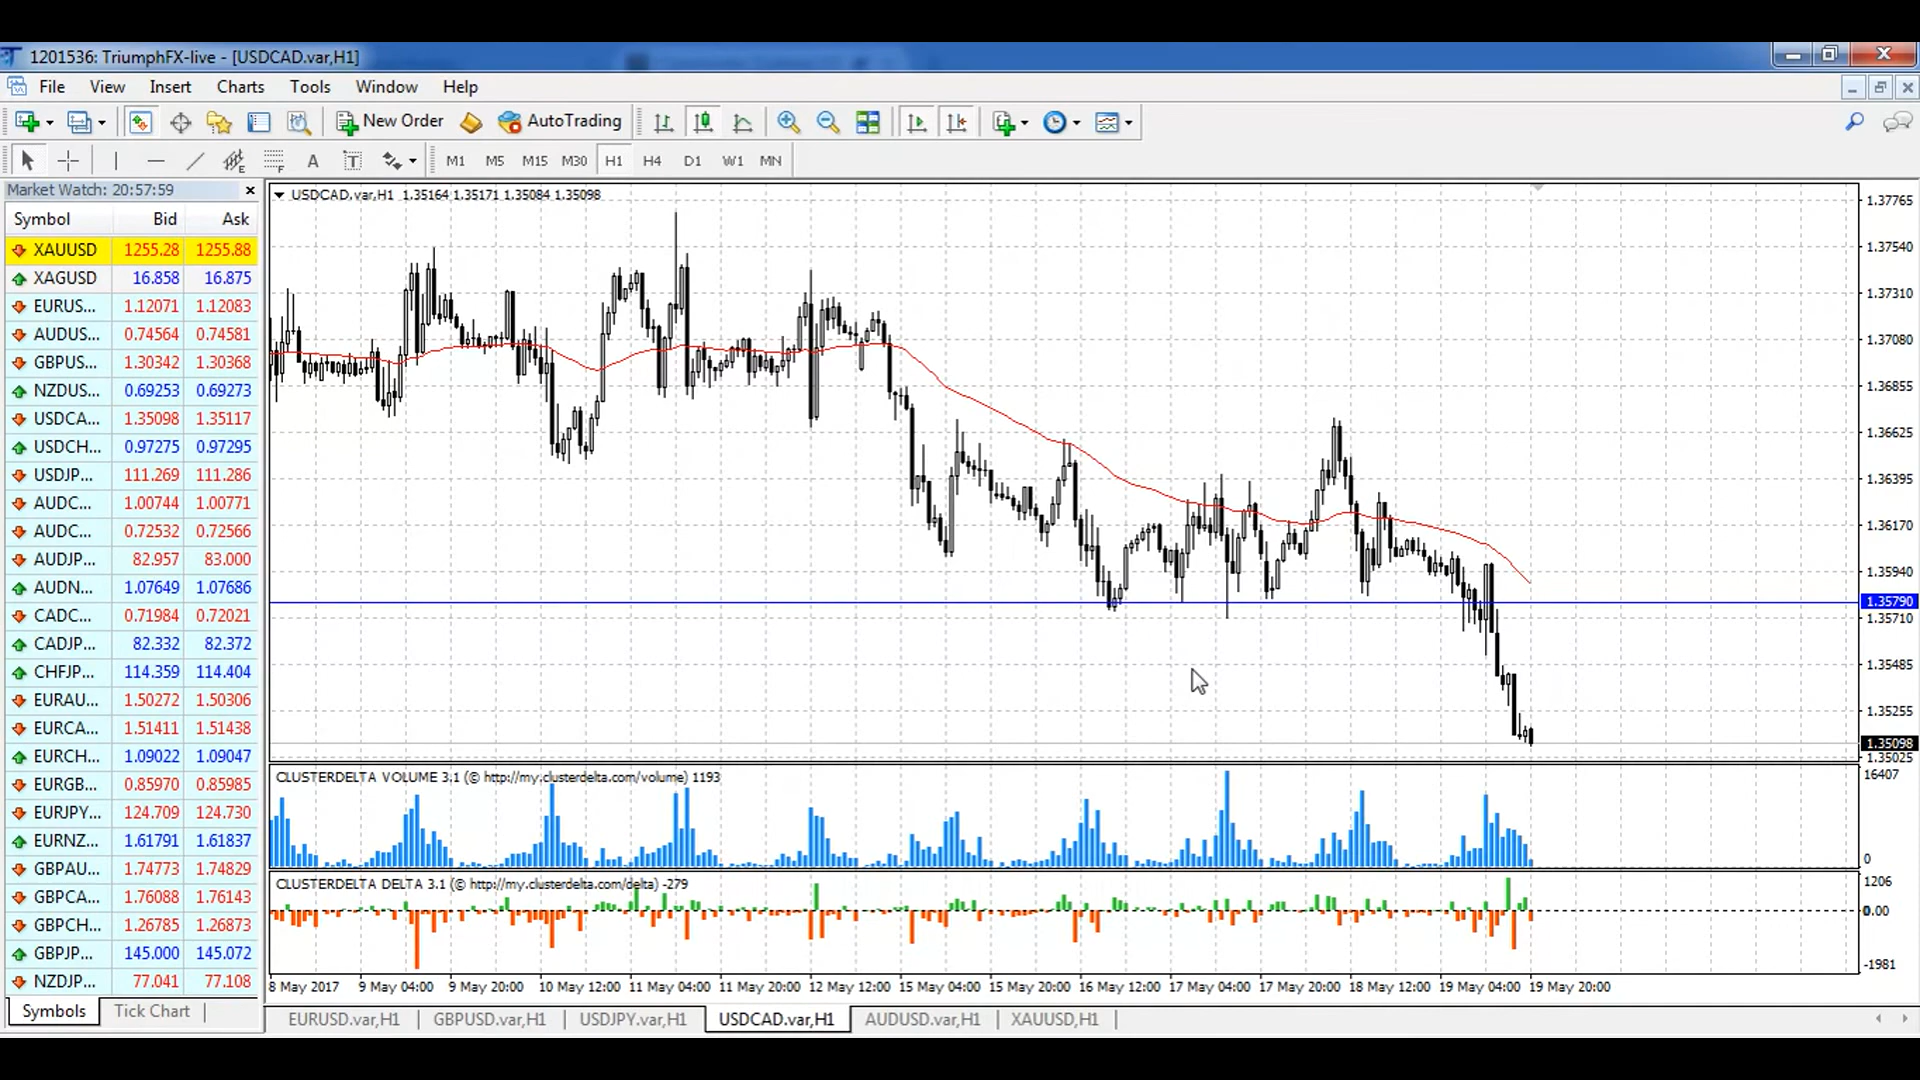 1201536: TriumphFX-live - [USDCAD.var,H1]
File View Insert Charts Tools Window Help
New Order AutoTrading
A T M1 M5 M15 M30 H1 H4 D1 W1 MN
Market Watch: 20:57:59
Symbol Bid Ask
XAUUSD 1255.28 1255.88
XAGUSD 16.858 16.875
EURUS... 1.12071 1.12083
AUDUS... 0.74564 0.74581
GBPUS... 1.30342 1.30368
NZDUS... 0.69253 0.69273
USDCA... 1.35098 1.35117
USDCH... 0.97275 0.97295
USDJP... 111.269 111.286
AUDC... 1.00744 1.00771
AUDC... 0.72532 0.72566
AUDJP... 82.957 83.000
AUDN... 1.07649 1.07686
CADC... 0.71984 0.72021
CADJP... 82.332 82.372
CHFJP... 114.359 114.404
EURAU... 1.50272 1.50306
EURCA... 1.51411 1.51438
EURCH... 1.09022 1.09047
EURGB... 0.85970 0.85985
EURJPY... 124.709 124.730
EURNZ... 1.61791 1.61837
GBPAU... 1.74773 1.74829
GBPCA... 1.76088 1.76143
GBPCH... 1.26785 1.26873
GBPJP... 145.000 145.072
NZDJP... 77.041 77.108
Symbols Tick Chart
USDCAD.var,H1 1.35164 1.35171 1.35084 1.35098
1.37765
1.37540
1.37310
1.37080
1.36855
1.36625
1.36395
1.36170
1.35940
1.35790
1.35710
1.35485
1.35255
1.35098
1.35025
CLUSTERDELTA VOLUME 3.1 (© http://my.clusterdelta.com/volume) 1193
16407
0
CLUSTERDELTA DELTA 3.1 (© http://my.clusterdelta.com/delta) -279
1206
0.00
-1981
8 May 2017 9 May 04:00 9 May 20:00 10 May 12:00 11 May 04:00 11 May 20:00 12 May 12:00 15 May 04:00 15 May 20:00 16 May 12:00 17 May 04:00 17 May 20:00 18 May 12:00 19 May 04:00 19 May 20:00
EURUSD.var,H1 GBPUSD.var,H1 USDJPY.var,H1 USDCAD.var,H1 AUDUSD.var,H1 XAUUSD,H1